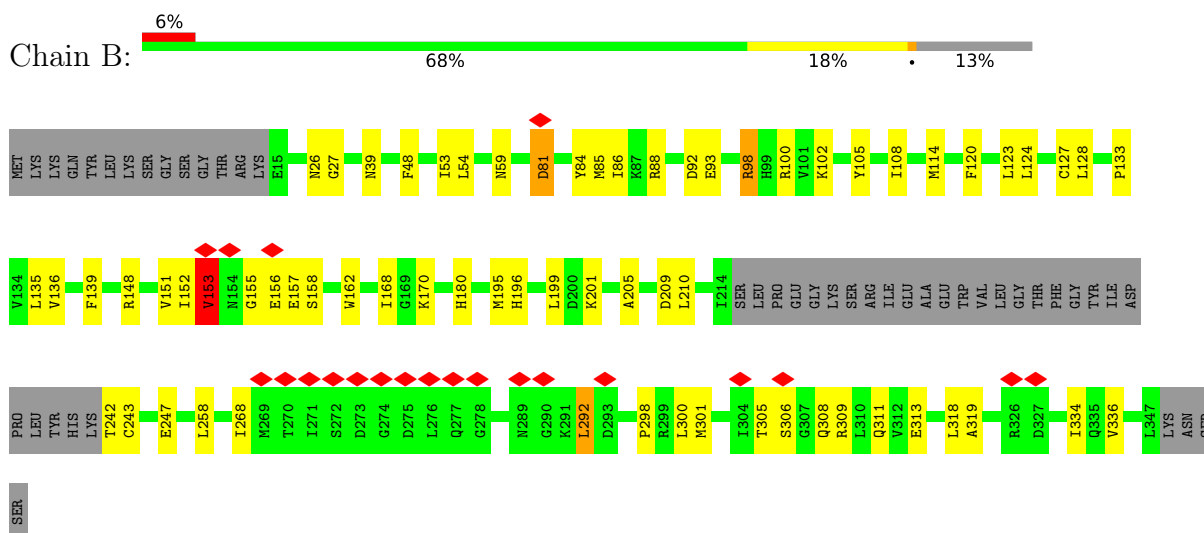 6%
Chain B:
68% 18% • 13%
MET LYS LYS GLN TYR LEU LYS SER GLY SER GLY THR ARG LYS E15 N26 G27 N39 F48 I53 L54 N59 D81 Y84 M85 I86 K87 R88 D92 E93 R98 H99 R100 V101 K102 Y105 I108 M114 F120 L123 L124 C127 L128 P133
V134 L135 V136 F139 R148 V151 I152 V153 N154 G155 E156 E157 S158 W162 I168 G169 K170 H180 M195 H196 L199 D200 K201 A205 D209 L210 I214 SER LEU PRO GLU GLY LYS SER ARG ILE GLU ALA GLU TRP VAL LEU GLY THR PHE GLY TYR ILE ASP
PRO LEU TYR HIS LYS T242 C243 E247 L258 I268 M269 T270 I271 S272 D273 G274 D275 L276 Q277 G278 N289 G290 K291 L292 D293 P298 R299 L300 M301 I304 T305 S306 G307 Q308 R309 L310 Q311 V312 E313 L318 A319 R326 D327 I334 Q335 V336 L347 LYS ASN SER
SER